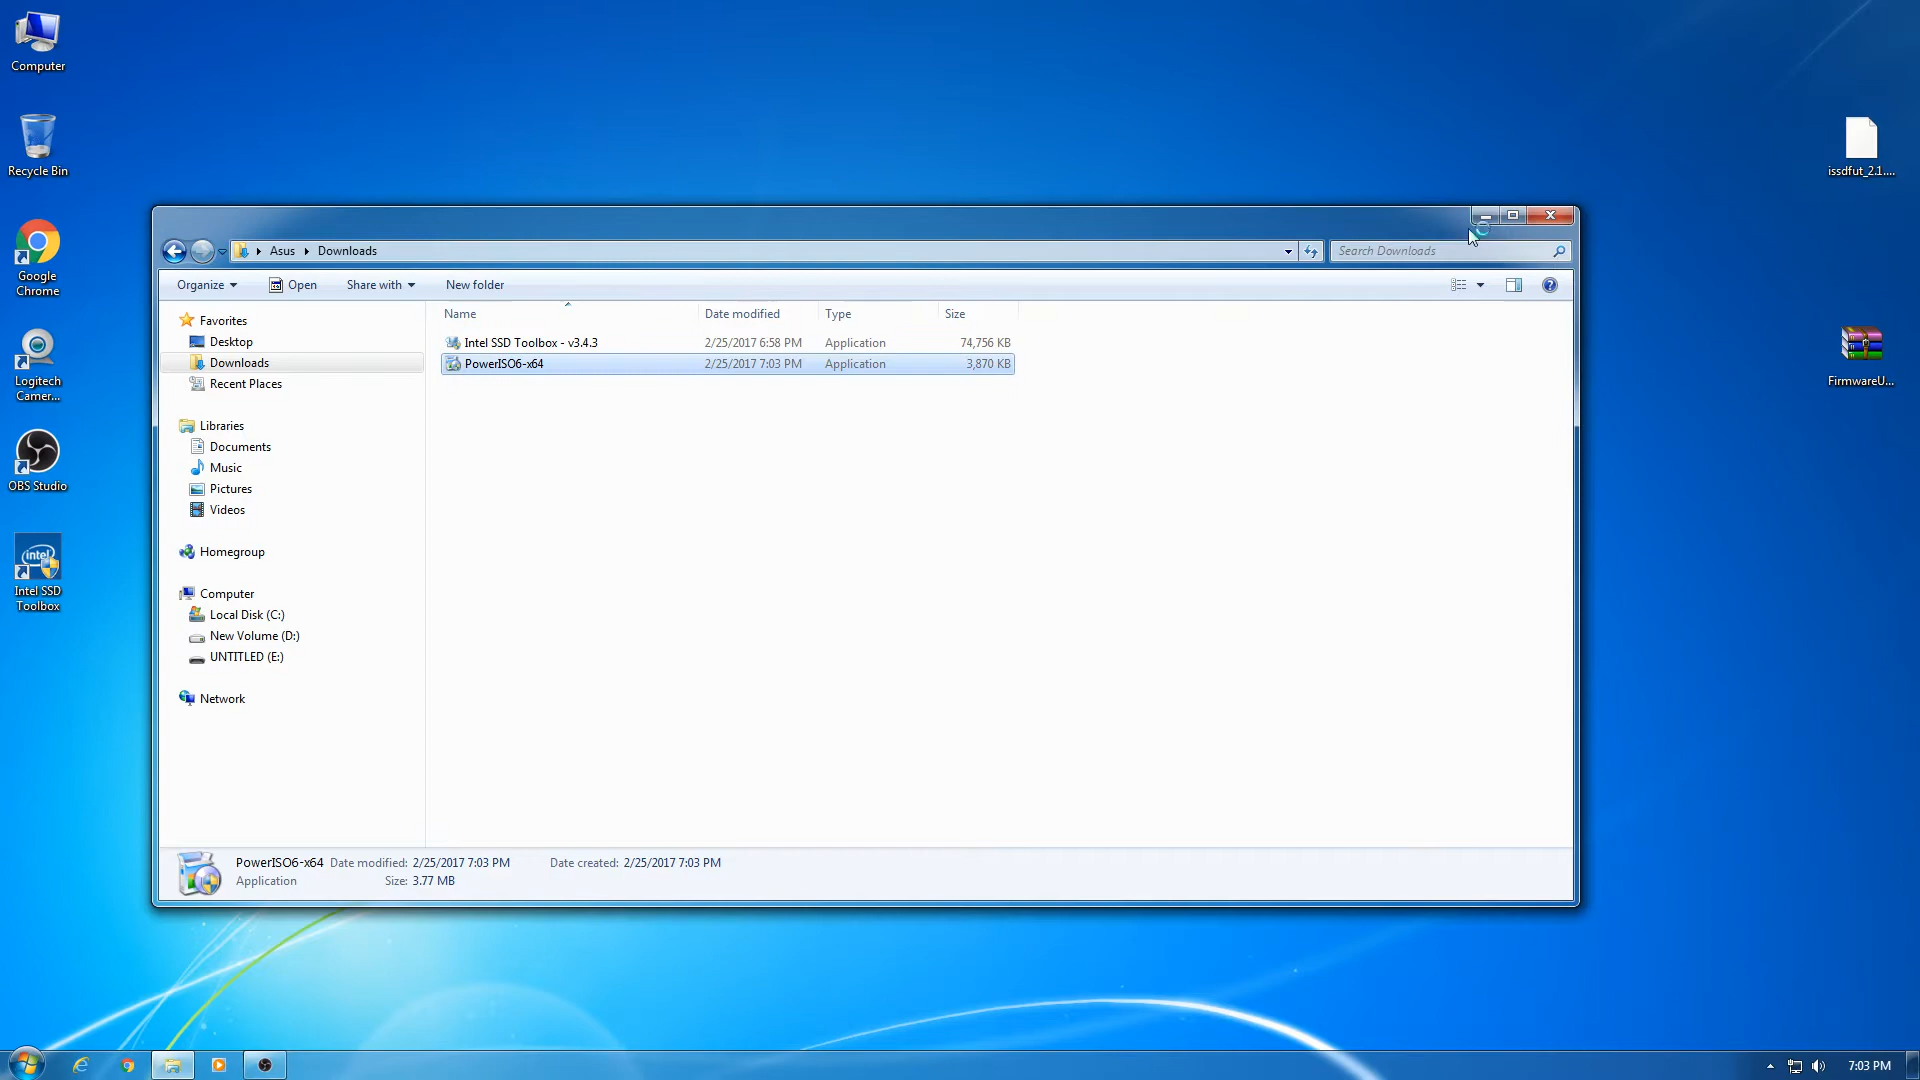 Computer
Recycle Bin
Google
Chrome
Logitech
Camer...
OBS Studio
intel
Intel SSD
Toolbox
issdfut_2.1....
FirmwareU...
Asus Downloads
Search Downloads
Organize Open Share with New folder
Name Date modified Type Size
Intel SSD Toolbox - v3.4.3 2/25/2017 6:58 PM Application 74,756 KB
PowerISO6-x64 2/25/2017 7:03 PM Application 3,870 KB
Favorites
Desktop
Downloads
Recent Places
Libraries
Documents
Music
Pictures
Videos
Homegroup
Computer
Local Disk (C:)
New Volume (D:)
UNTITLED (E:)
Network
PowerISO6-x64 Date modified: 2/25/2017 7:03 PM Date created: 2/25/2017 7:03 PM
Application Size: 3.77 MB
7:03 PM